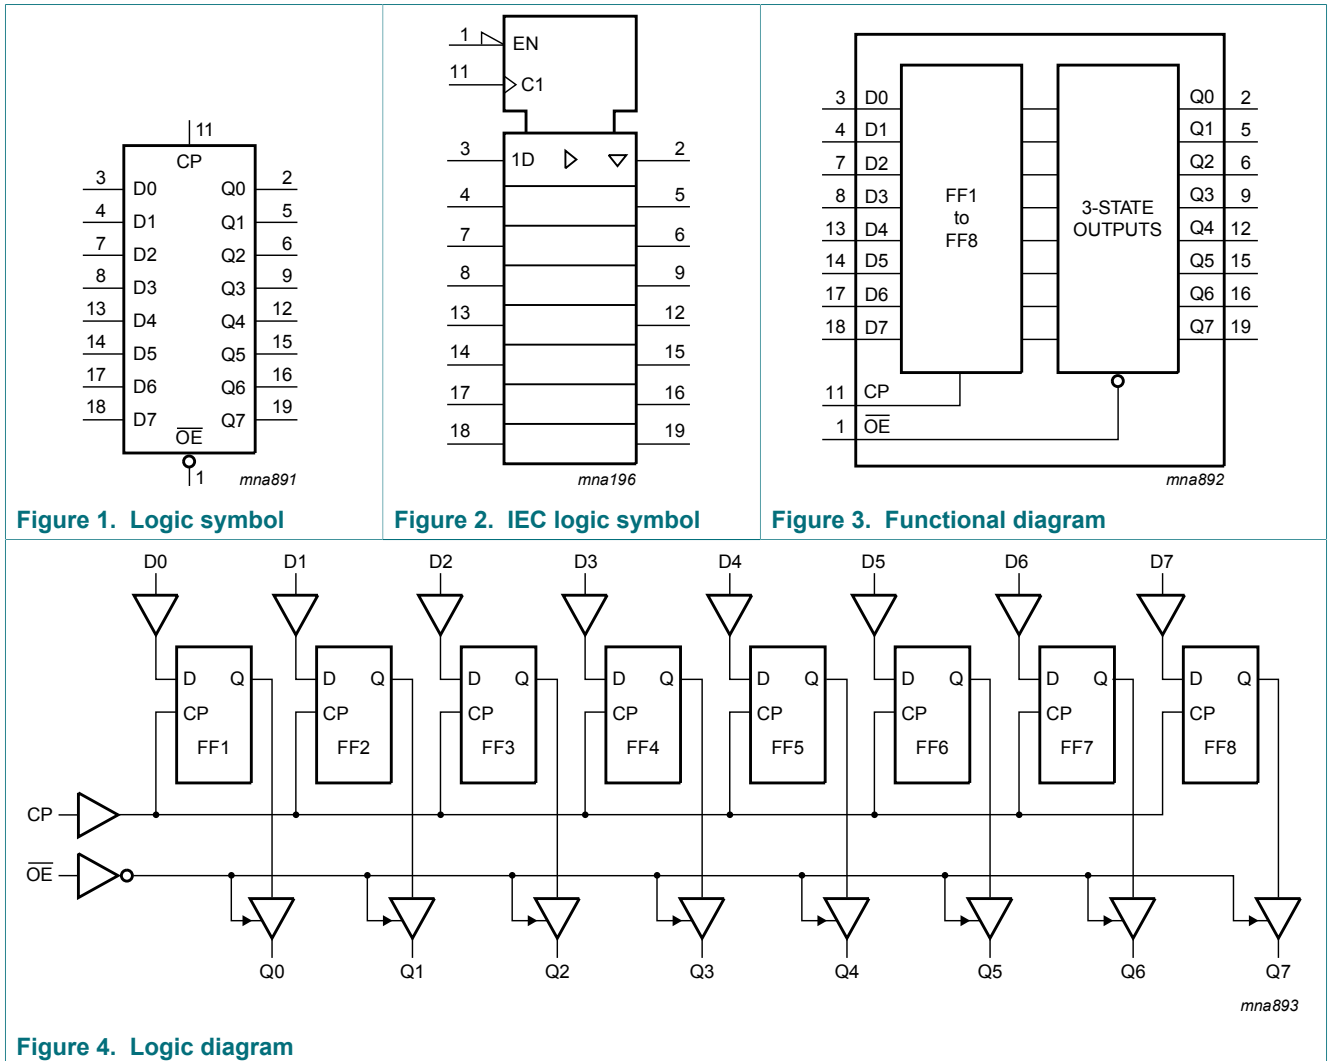 11
CP
3 D0 Q0 2
4 D1 Q1 5
7 D2 Q2 6
8 D3 Q3 9
13 D4 Q4 12
14 D5 Q5 15
17 D6 Q6 16
18 D7 Q7 19
OE
1 mna891
Figure 1. Logic symbol
1 EN
11 C1
3 1D 2
4 5
7 6
8 9
13 12
14 15
17 16
18 19
mna196
Figure 2. IEC logic symbol
3 D0 Q0 2
4 D1 Q1 5
7 D2 Q2 6
8 D3 Q3 9
13 D4 Q4 12
14 D5 Q5 15
17 D6 Q6 16
18 D7 Q7 19
FF1
to
FF8
3-STATE
OUTPUTS
11 CP
1 OE
mna892
Figure 3. Functional diagram
D0 D1 D2 D3 D4 D5 D6 D7
D Q D Q D Q D Q D Q D Q D Q D Q
CP CP CP CP CP CP CP CP
FF1 FF2 FF3 FF4 FF5 FF6 FF7 FF8
CP
OE
Q0 Q1 Q2 Q3 Q4 Q5 Q6 Q7
mna893
Figure 4. Logic diagram